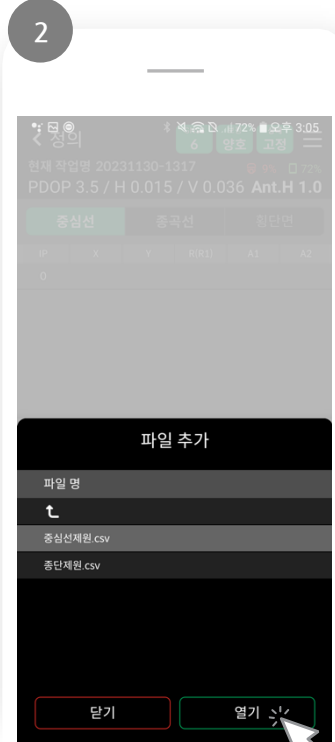 2
72% 오후 3:05
정의 6 양호 고정
현재 작업명:20231130-1317 72%
PDOP 3.5 / H 0.015 / V 0.036 Ant.H 1.0
중심선 종곡선 횡단면
IP X Y R(R1) A1 A2
0
파일 추가
파일 명
중심선제원.csv
종단제원.csv
닫기 열기